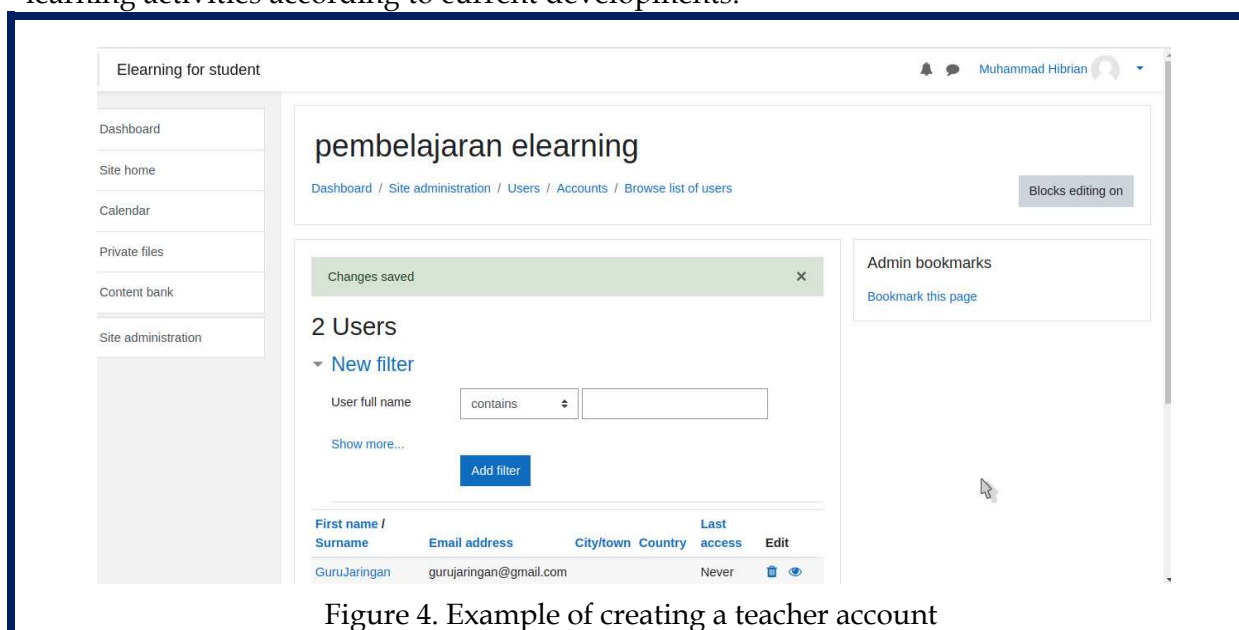 learning activities according to current developments.
Elearning for student
Muhammad Hibrian
Dashboard
Site home
Calendar
Private files
Content bank
Site administration
pembelajaran elearning
Dashboard / Site administration / Users / Accounts / Browse list of users
Blocks editing on
Changes saved ×
2 Users
New filter
User full name contains
Show more...
Add filter
First name / Surname Email address City/town Country Last access Edit
GuruJaringan gurujaringan@gmail.com Never
Admin bookmarks
Bookmark this page
Figure 4. Example of creating a teacher account